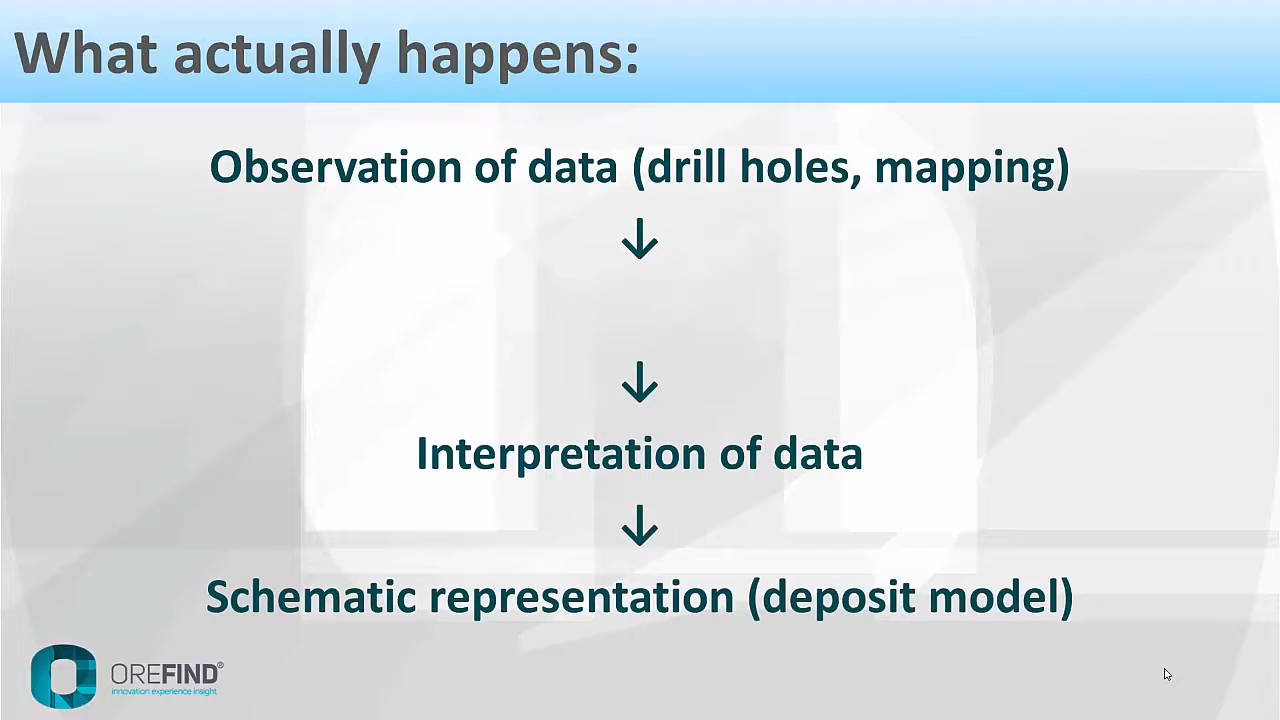 What actually happens:
Observation of data (drill holes, mapping)
↓
↓
Interpretation of data
↓
Schematic representation (deposit model)
OREFIND®
innovation experience insight